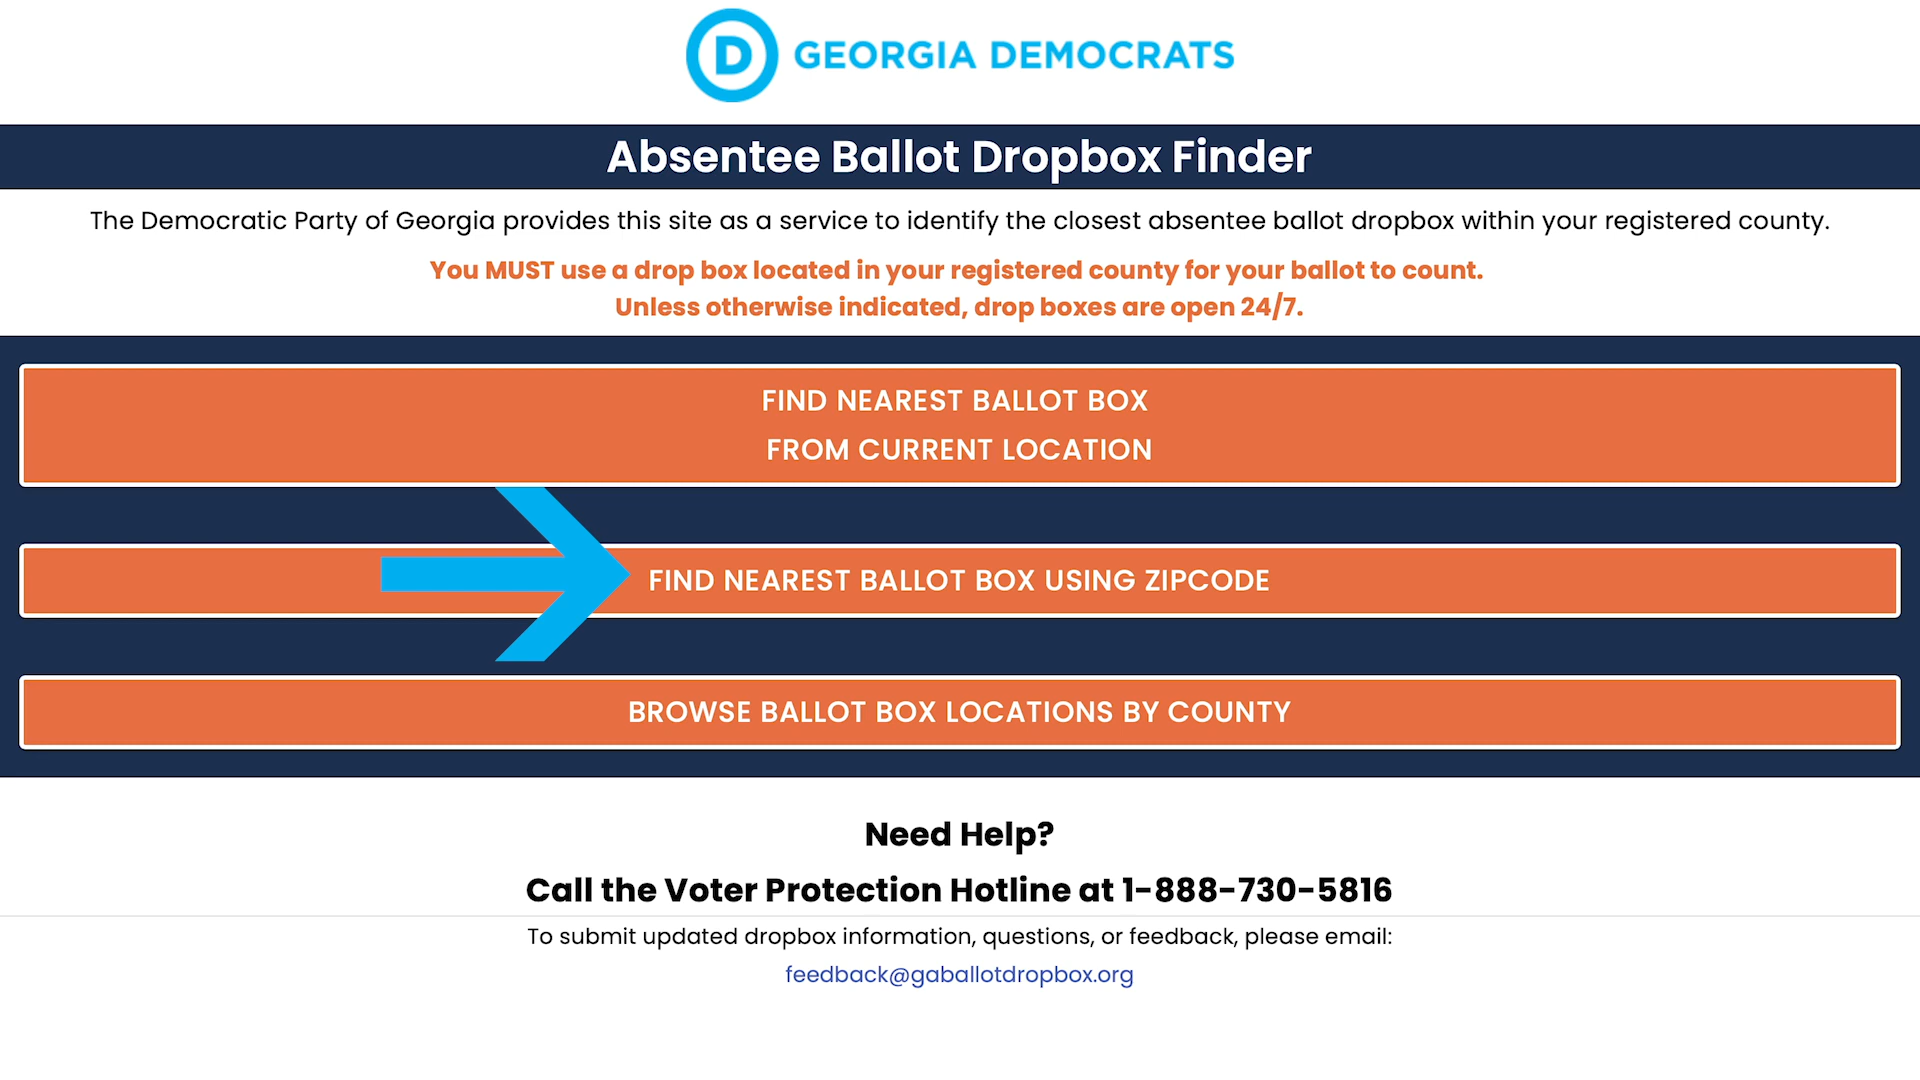 D GEORGIA DEMOCRATS
Absentee Ballot Dropbox Finder
The Democratic Party of Georgia provides this site as a service to identify the closest absentee ballot dropbox within your registered county.
You MUST use a drop box located in your registered county for your ballot to count.
Unless otherwise indicated, drop boxes are open 24/7.
FIND NEAREST BALLOT BOX
FROM CURRENT LOCATION
FIND NEAREST BALLOT BOX USING ZIPCODE
BROWSE BALLOT BOX LOCATIONS BY COUNTY
Need Help?
Call the Voter Protection Hotline at 1-888-730-5816
To submit updated dropbox information, questions, or feedback, please email:
feedback@gaballotdropbox.org